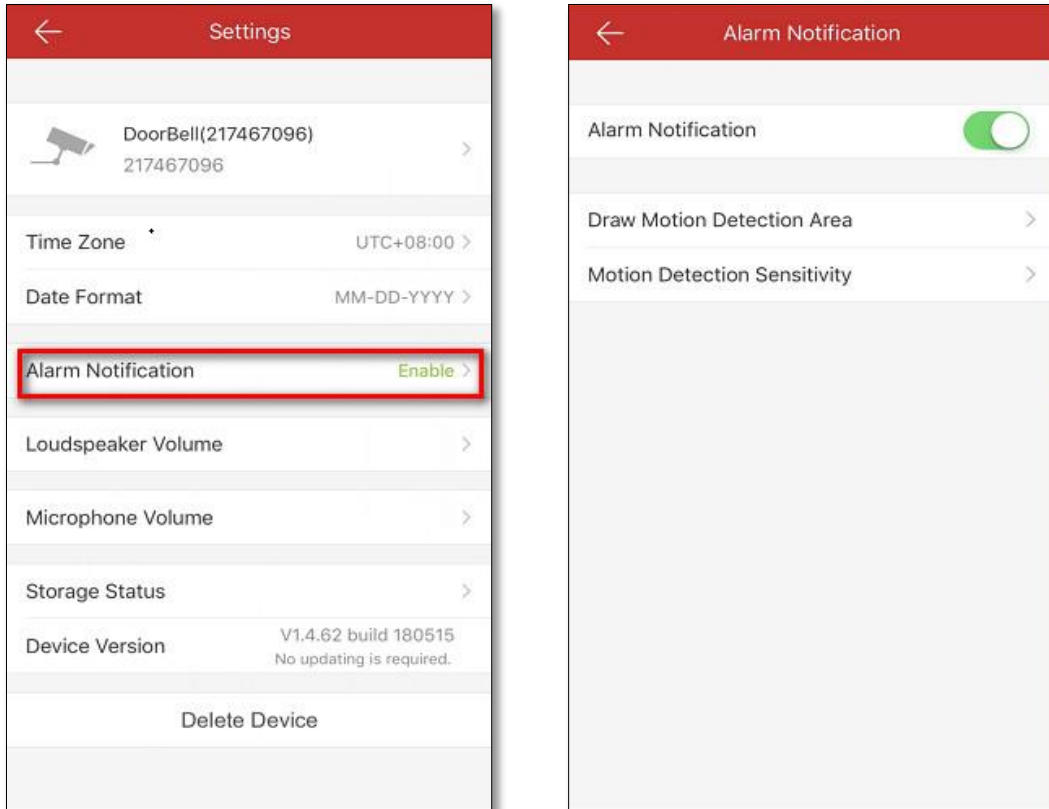 Settings
DoorBell(217467096)
217467096
Time Zone UTC+08:00
Date Format MM-DD-YYYY
Alarm Notification Enable
Loudspeaker Volume
Microphone Volume
Storage Status
Device Version V1.4.62 build 180515
No updating is required.
Delete Device
Alarm Notification
Alarm Notification
Draw Motion Detection Area
Motion Detection Sensitivity